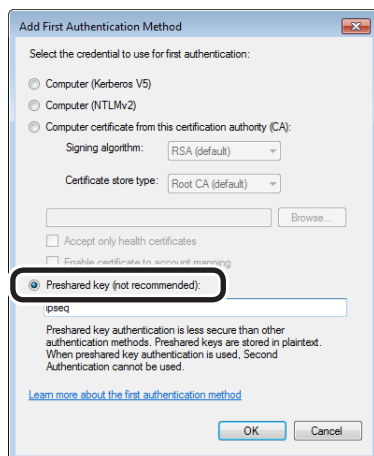 Add First Authentication Method
Select the credential to use for first authentication:
Computer (Kerberos V5)
Computer (NTLMv2)
Computer certificate from this certification authority (CA):
Signing algorithm: RSA (default)
Certificate store type: Root CA (default)
Browse...
Accept only health certificates
Enable certificate to account mapping
Preshared key (not recommended):
ipseq
Preshared key authentication is less secure than other
authentication methods. Preshared keys are stored in plaintext.
When preshared key authentication is used, Second
Authentication cannot be used.
Learn more about the first authentication method
OK Cancel